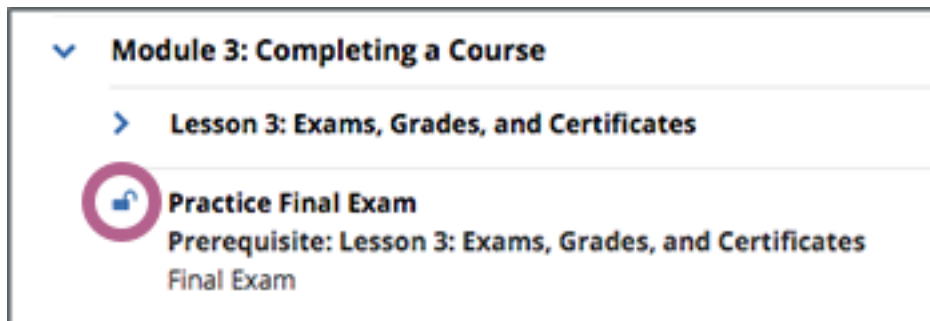 Module 3: Completing a Course
Lesson 3: Exams, Grades, and Certificates
Practice Final Exam
Prerequisite: Lesson 3: Exams, Grades, and Certificates
Final Exam